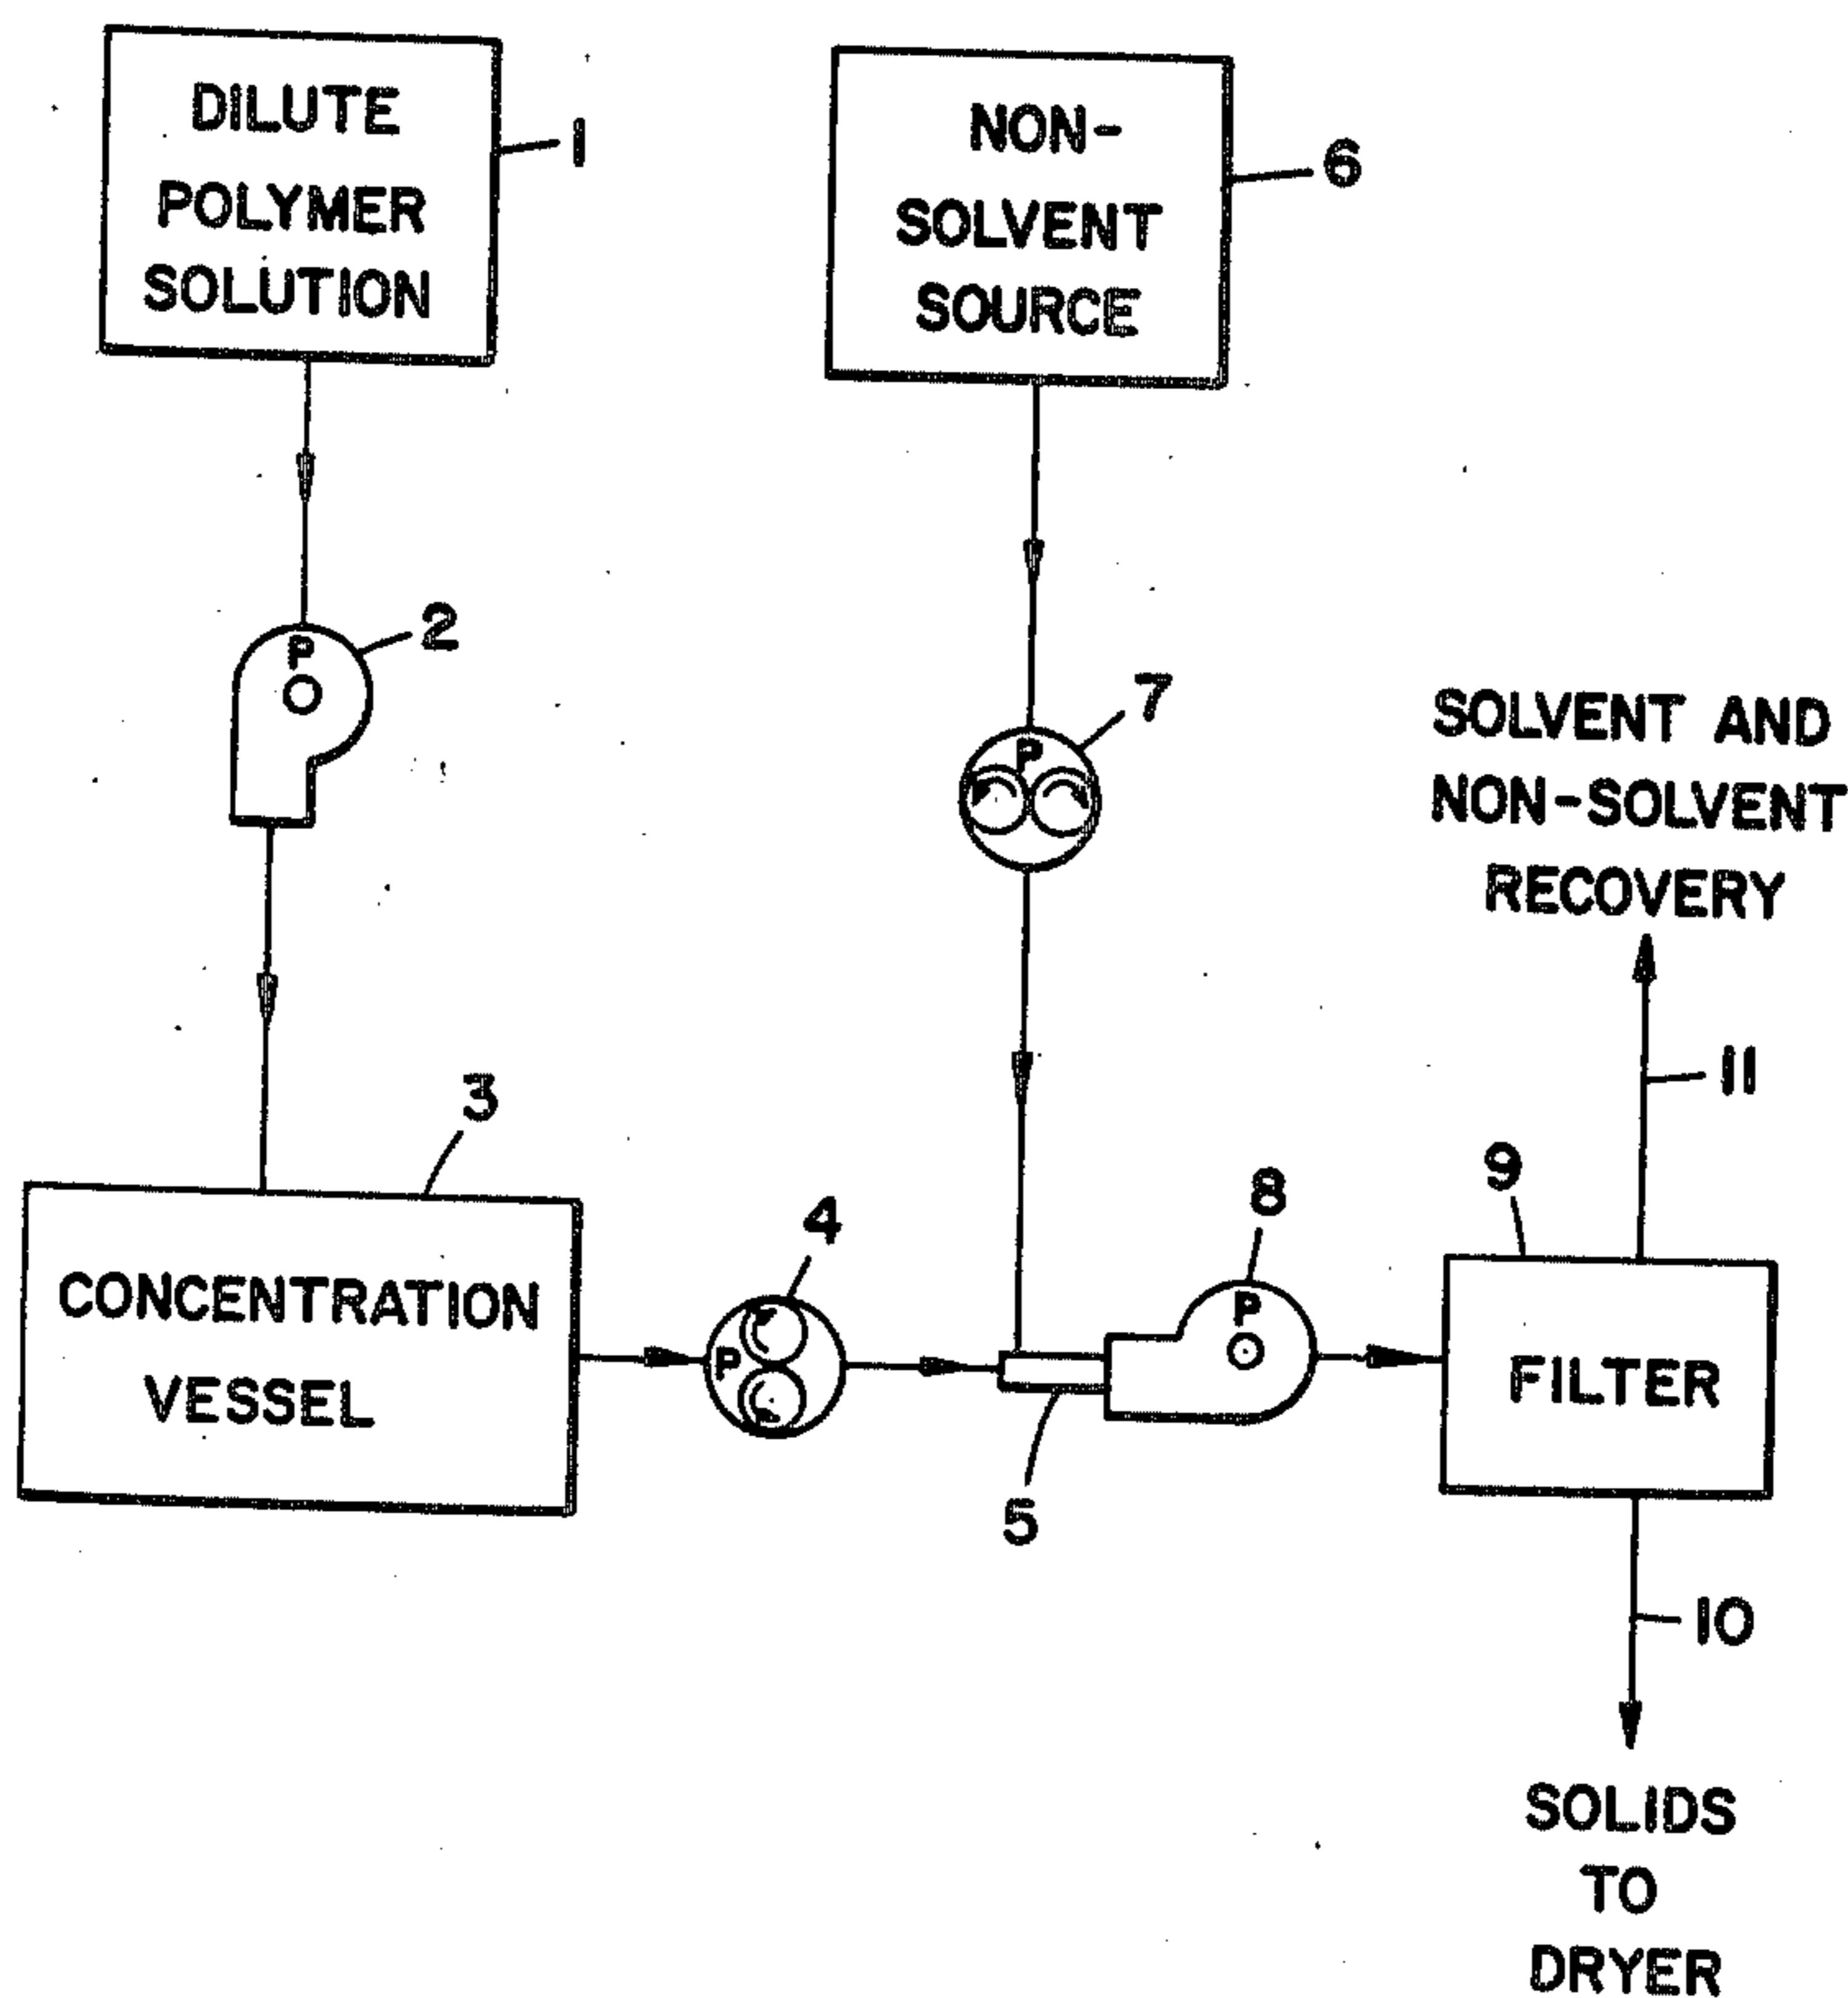 DILUTE
POLYMER
SOLUTION
1
NON-
SOLVENT
SOURCE
6
P
2
P
7
SOLVENT AND
NON-SOLVENT
RECOVERY
11
3
CONCENTRATION
VESSEL
4
P
5
8
P
9
FILTER
10
SOLIDS
TO
DRYER